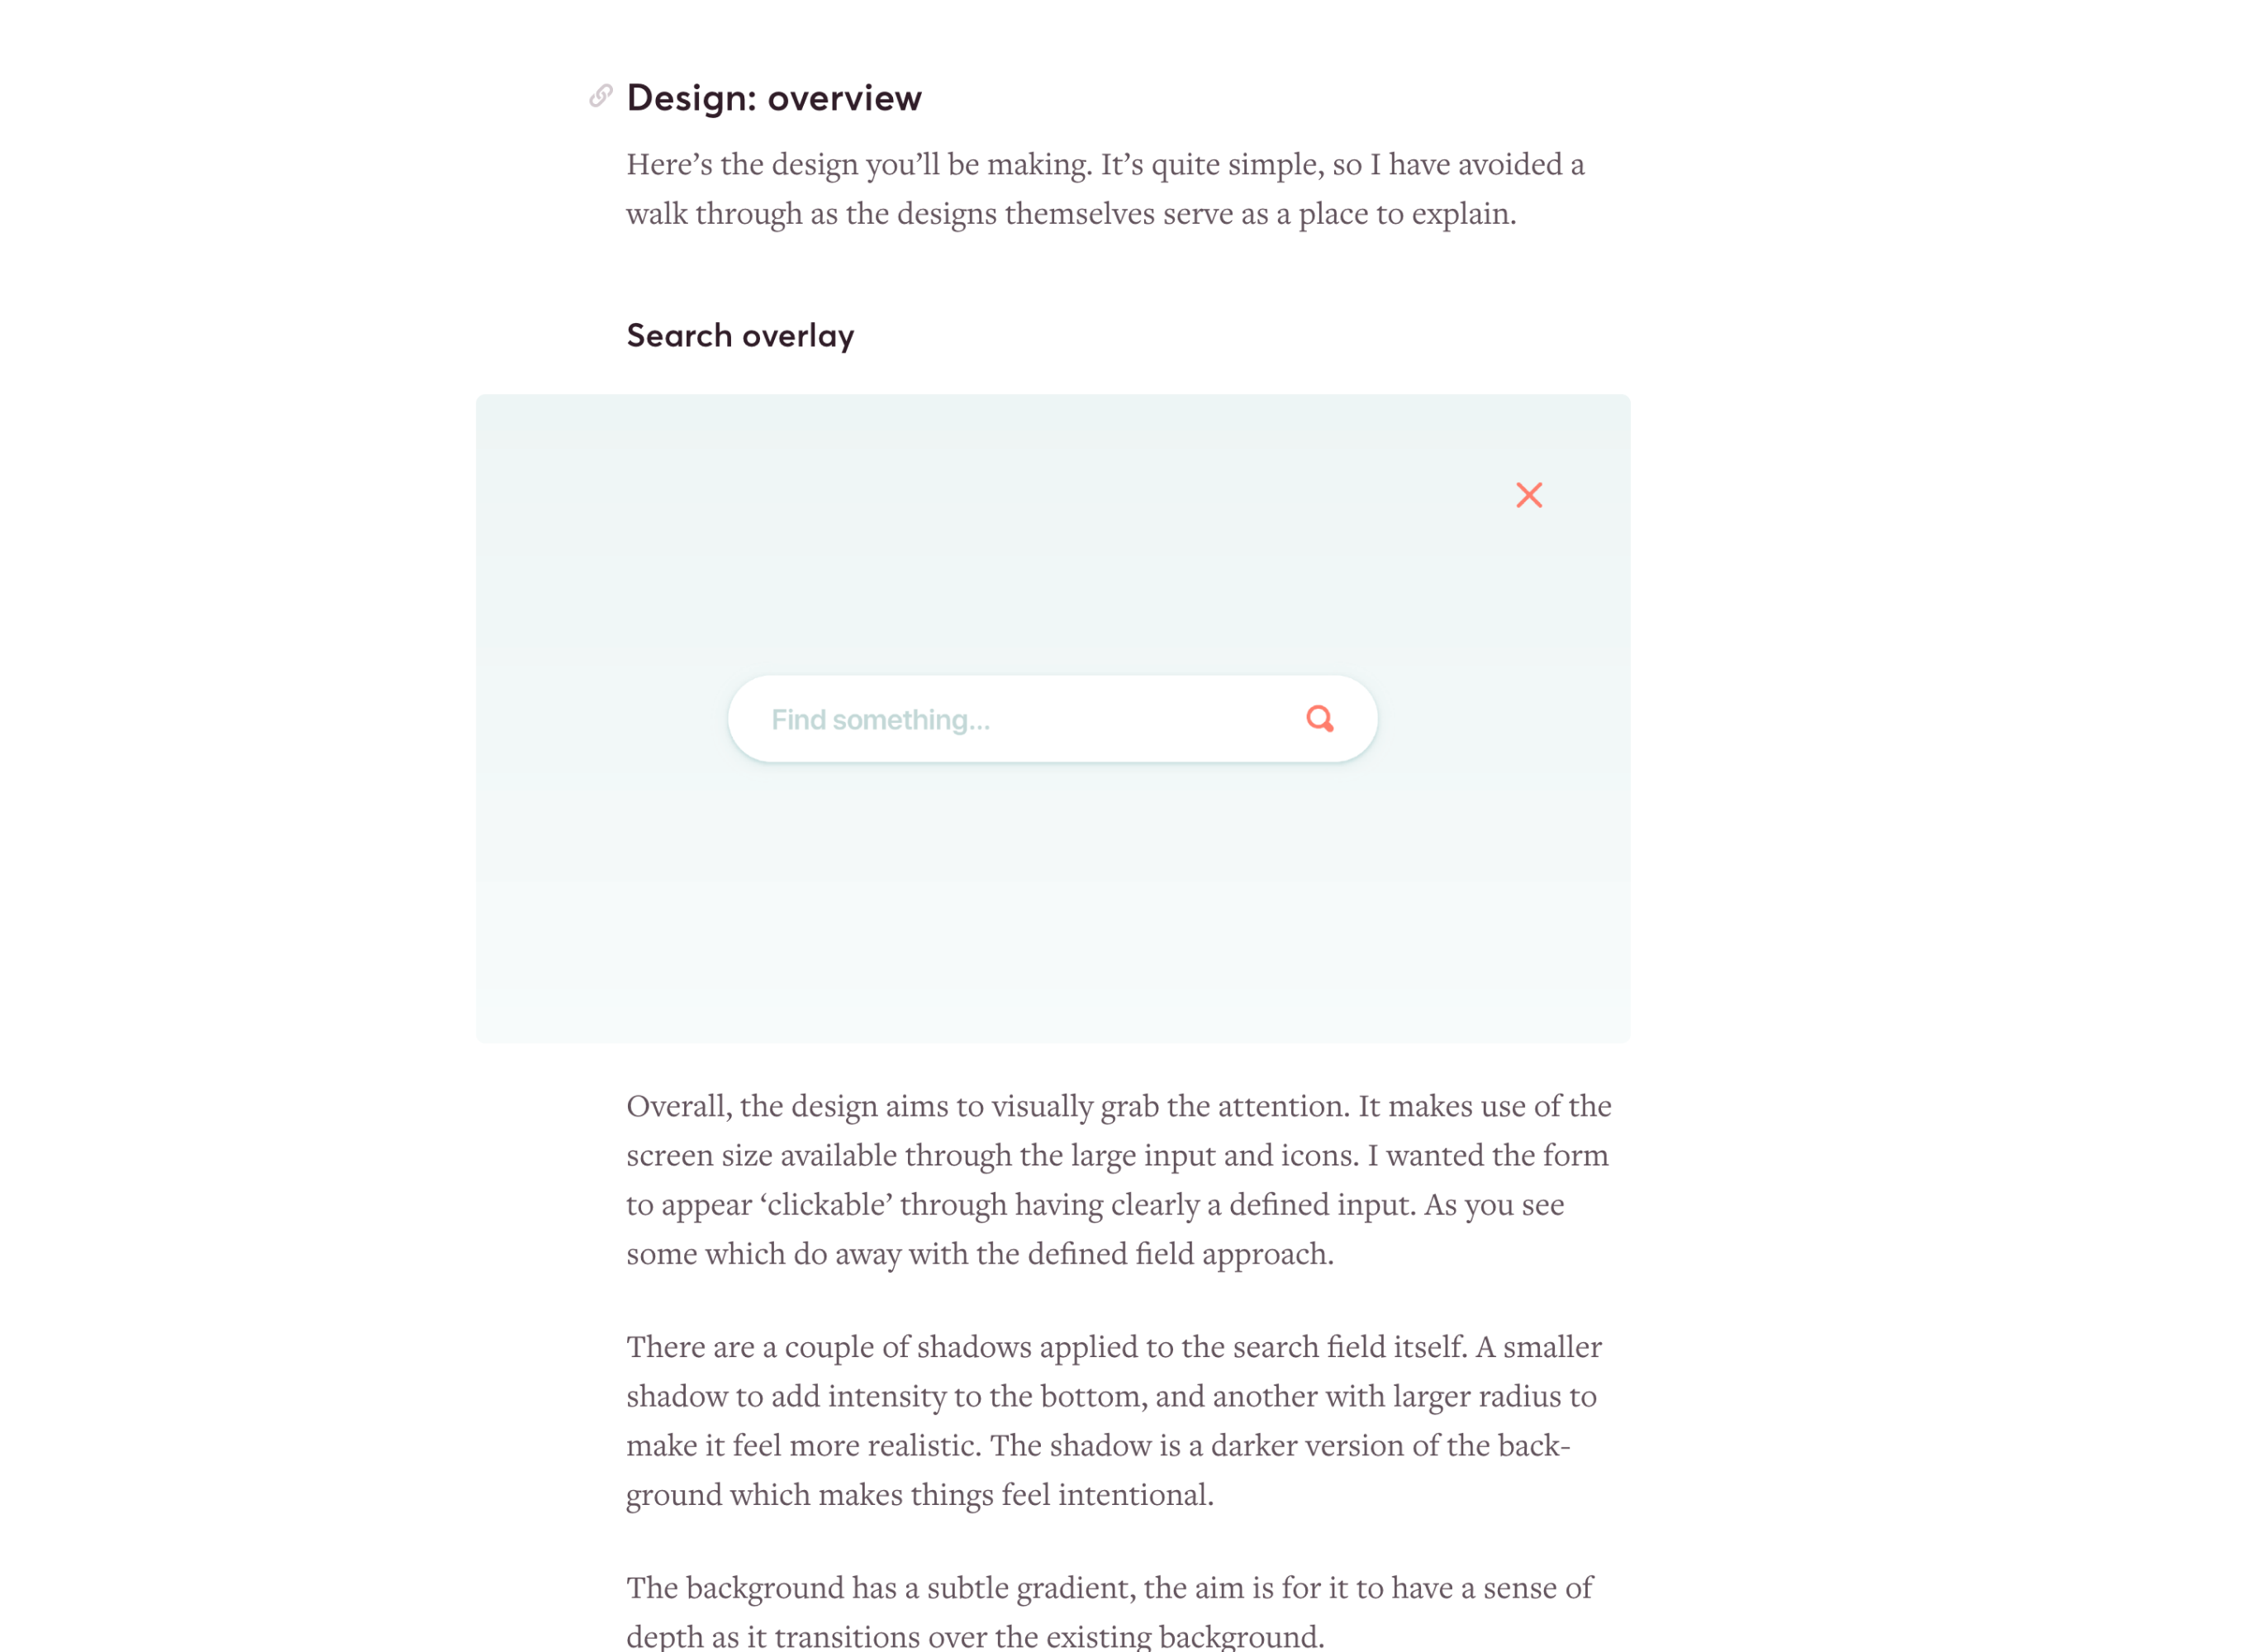 Design: overview
Here’s the design you’ll be making. It’s quite simple, so I have avoided a
walk through as the designs themselves serve as a place to explain.
Search overlay
Find something...
Overall, the design aims to visually grab the attention. It makes use of the
screen size available through the large input and icons. I wanted the form
to appear ‘clickable’ through having clearly a defined input. As you see
some which do away with the defined field approach.
There are a couple of shadows applied to the search field itself. A smaller
shadow to add intensity to the bottom, and another with larger radius to
make it feel more realistic. The shadow is a darker version of the back-
ground which makes things feel intentional.
The background has a subtle gradient, the aim is for it to have a sense of
depth as it transitions over the existing background.